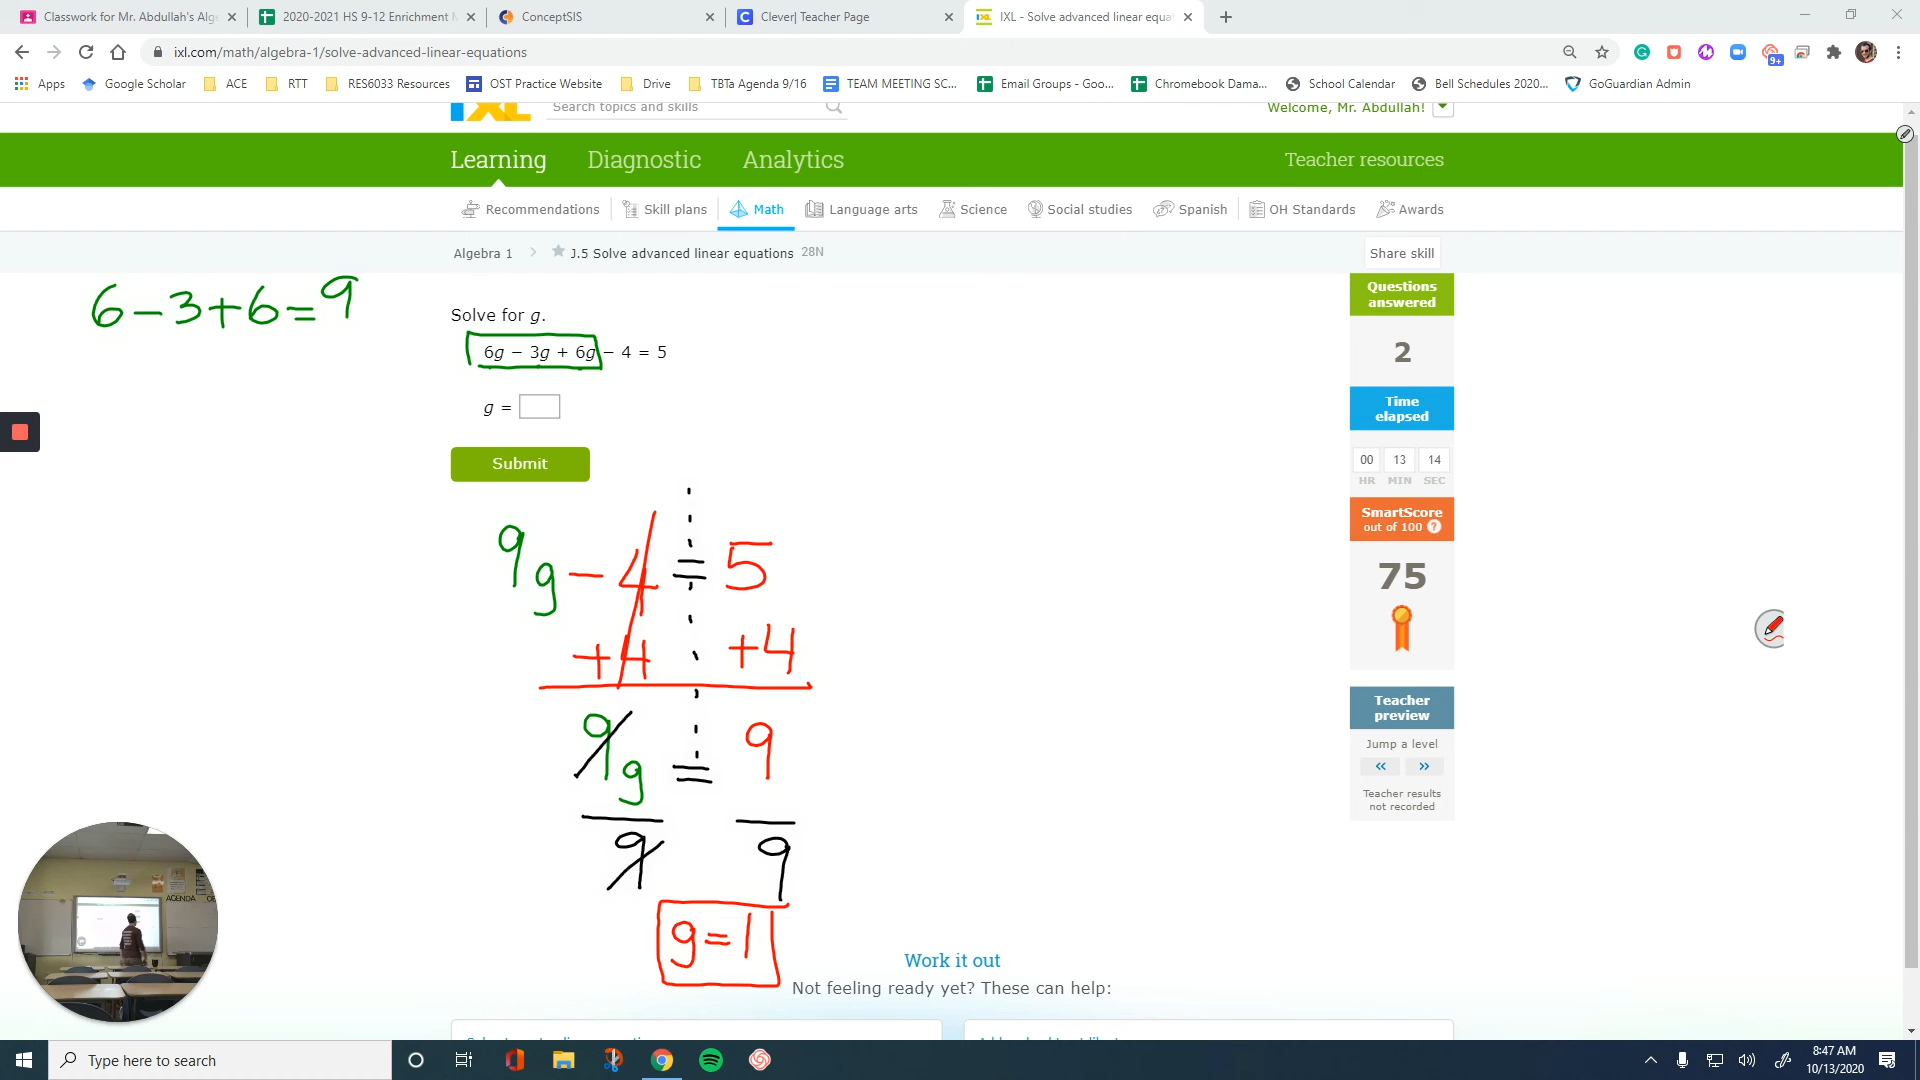 Classwork for Mr. Abdullah's Alg
2020-2021 HS 9-12 Enrichment M
ConceptSIS
Clever| Teacher Page
IXL - Solve advanced linear equa
ixl.com/math/algebra-1/solve-advanced-linear-equations
9+
Apps
Google Scholar
ACE
RTT
RES6033 Resources
OST Practice Website
Drive
TBTa Agenda 9/16
TEAM MEETING SC...
Email Groups - Goo...
Chromebook Dama...
School Calendar
Bell Schedules 2020...
GoGuardian Admin
IXL
Search topics and skills
Welcome, Mr. Abdullah!
Learning
Diagnostic
Analytics
Teacher resources
Recommendations
Skill plans
Math
Language arts
Science
Social studies
Spanish
OH Standards
Awards
Algebra 1
J.5 Solve advanced linear equations 28N
Share skill
6-3+6=9
Solve for g.
6g − 3g + 6g − 4 = 5
g =
Submit
9g - 4 = 5
+4 +4
9g = 9
9 9
g=1
Questions
answered
2
Time
elapsed
00 13 14
HR MIN SEC
SmartScore
out of 100 ?
75
Teacher
preview
Jump a level
« »
Teacher results
not recorded
AGENDA
Work it out
Not feeling ready yet? These can help:
Type here to search
8:47 AM
10/13/2020